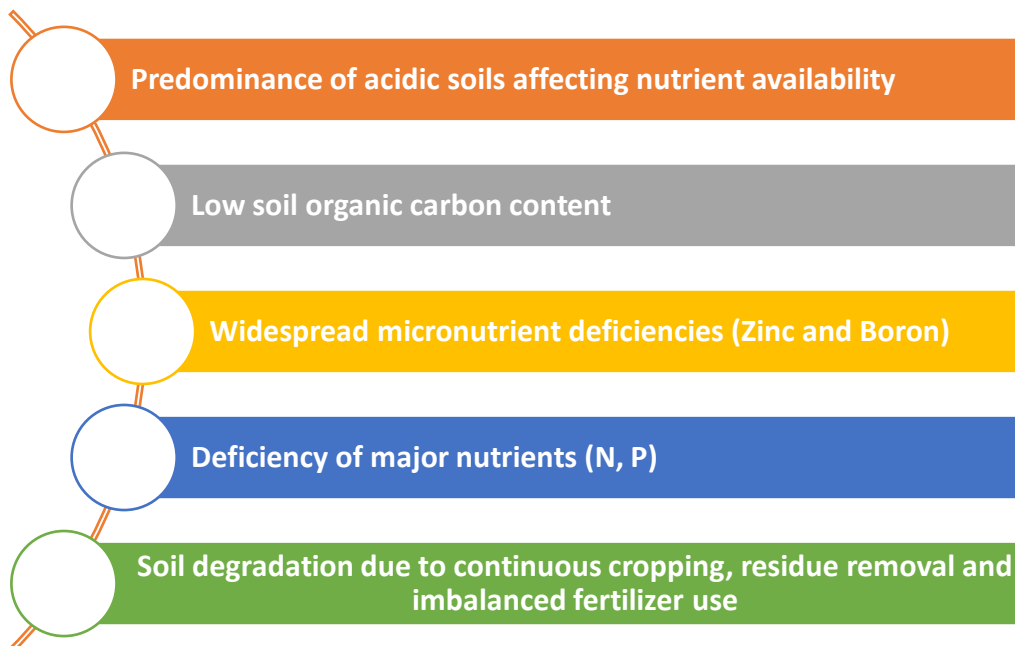 Predominance of acidic soils affecting nutrient availability
Low soil organic carbon content
Widespread micronutrient deficiencies (Zinc and Boron)
Deficiency of major nutrients (N, P)
Soil degradation due to continuous cropping, residue removal and
imbalanced fertilizer use